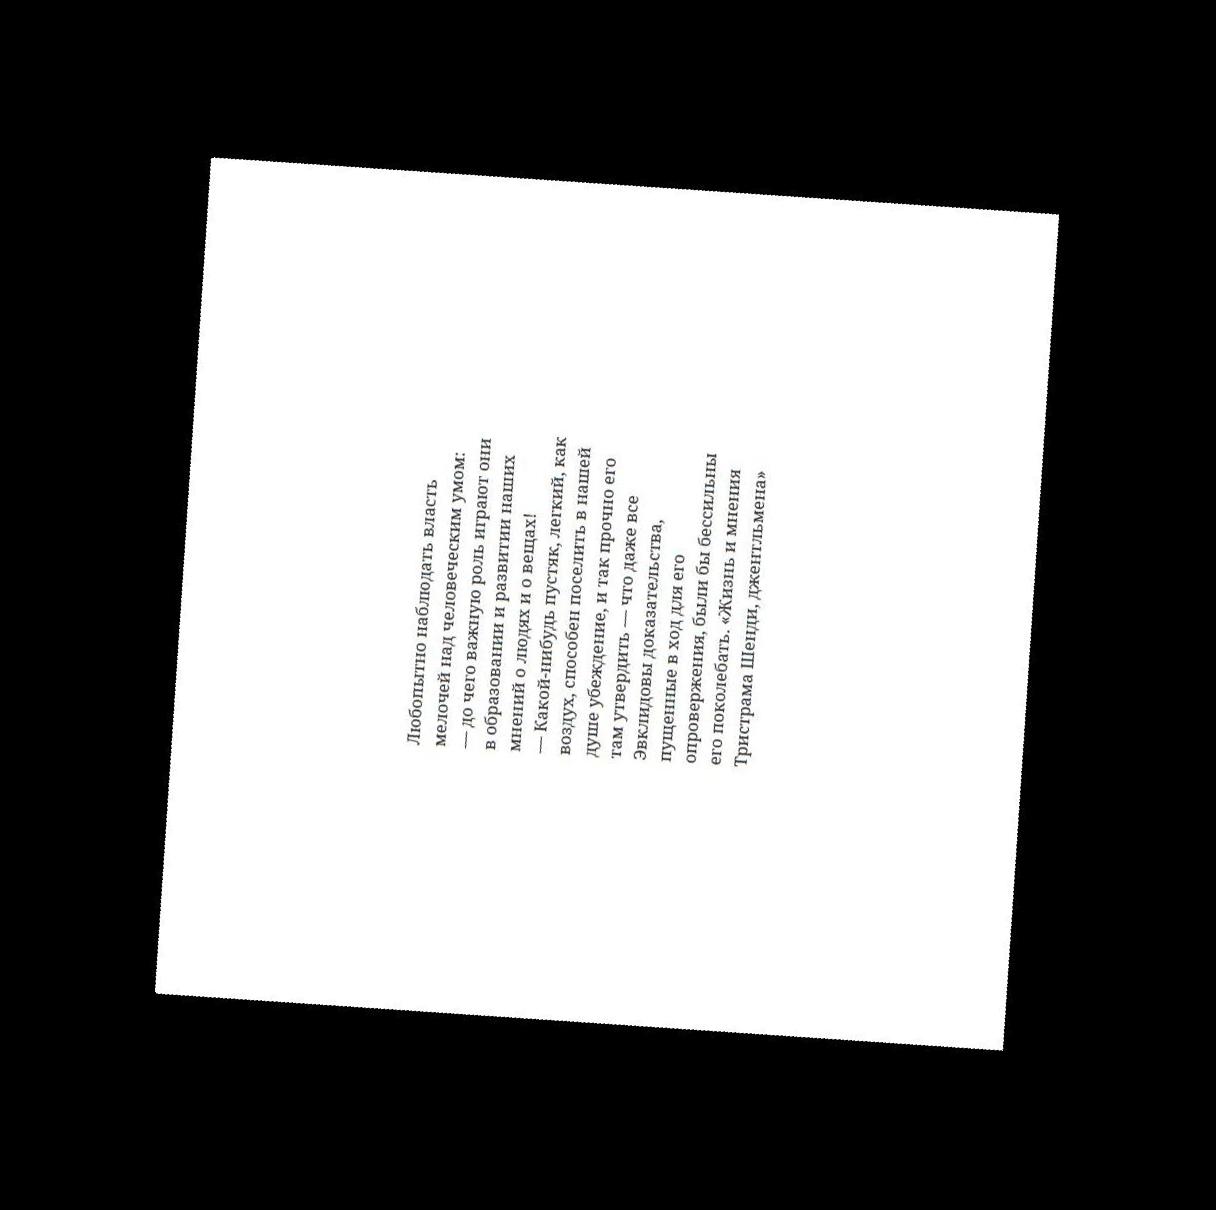 Любопытно наблюдать власть
мелочей над человеческим умом:
— до чего важную роль играют они
в образовании и развитии наших
мнений о людях и о вещах!
— Какой-нибудь пустяк, легкий, как
воздух, способен поселить в нашей
душе убеждение, и так прочно его
там утвердить — что даже все
Эвклидовы доказательства,
пущенные в ход для его
опровержения, были бы бессильны
его поколебать. «Жизнь и мнения
Тристрама Шенди, джентльмена»